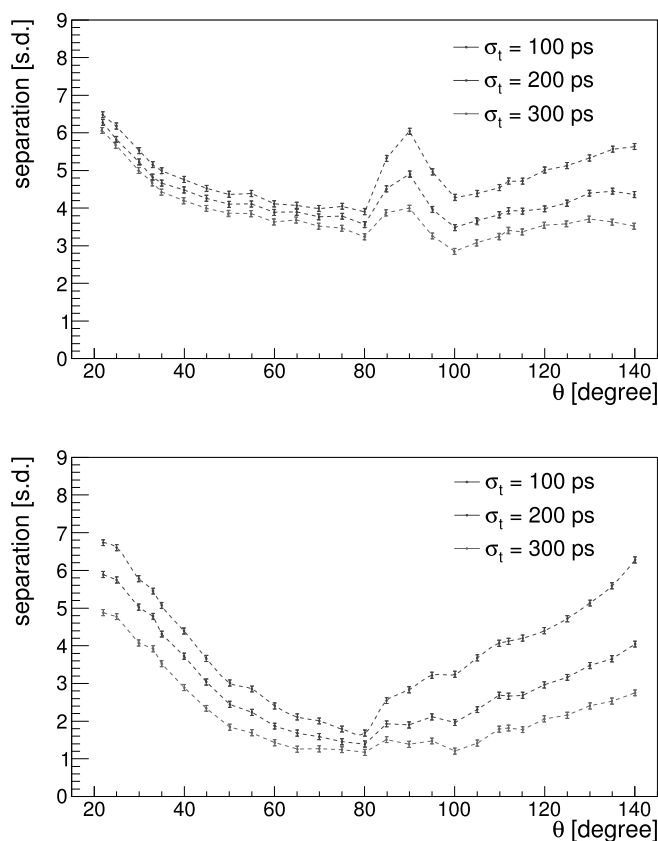 separation [s.d.]
9
8
7
6
5
4
3
2
1
0
σt = 100 ps
σt = 200 ps
σt = 300 ps
20 40 60 80 100 120 140
θ [degree]
separation [s.d.]
9
8
7
6
5
4
3
2
1
0
σt = 100 ps
σt = 200 ps
σt = 300 ps
20 40 60 80 100 120 140
θ [degree]